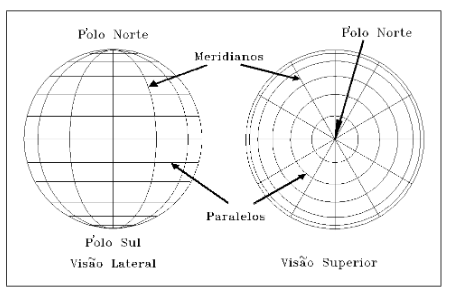 Polo Norte
Polo Norte
Meridianos
Paralelos
Polo Sul
Visão Lateral
Visão Superior